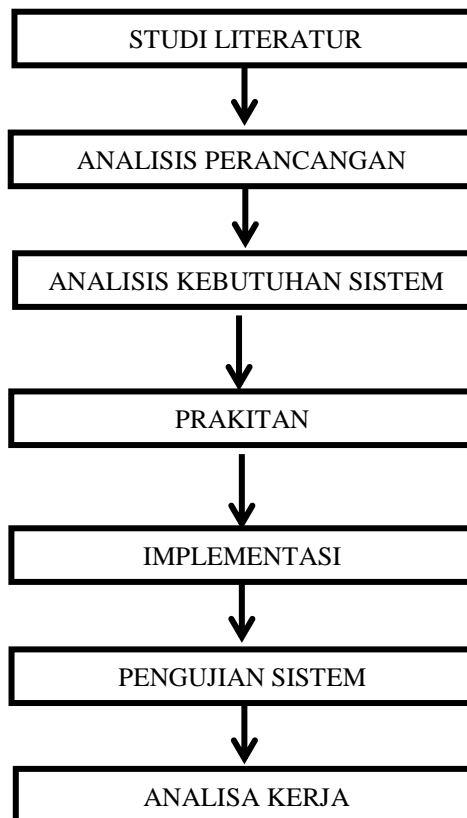 STUDI LITERATUR
ANALISIS PERANCANGAN
ANALISIS KEBUTUHAN SISTEM
PRAKITAN
IMPLEMENTASI
PENGUJIAN SISTEM
ANALISA KERJA